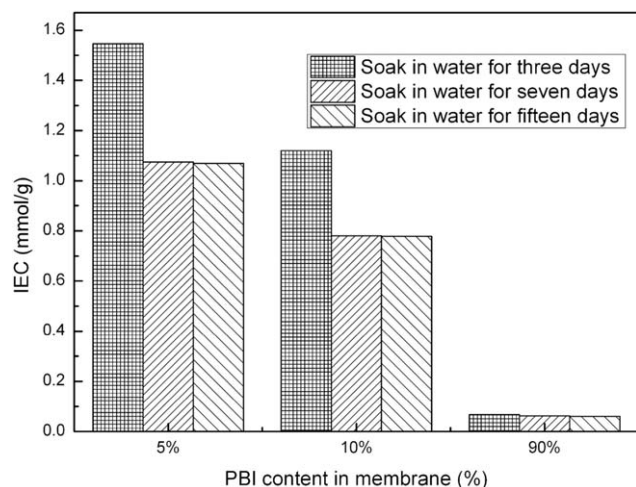 1.6
1.4
1.2
1.0
0.8
0.6
0.4
0.2
0.0
IEC (mmol/g)
Soak in water for three days
Soak in water for seven days
Soak in water for fifteen days
5%
10%
90%
PBI content in membrane (%)